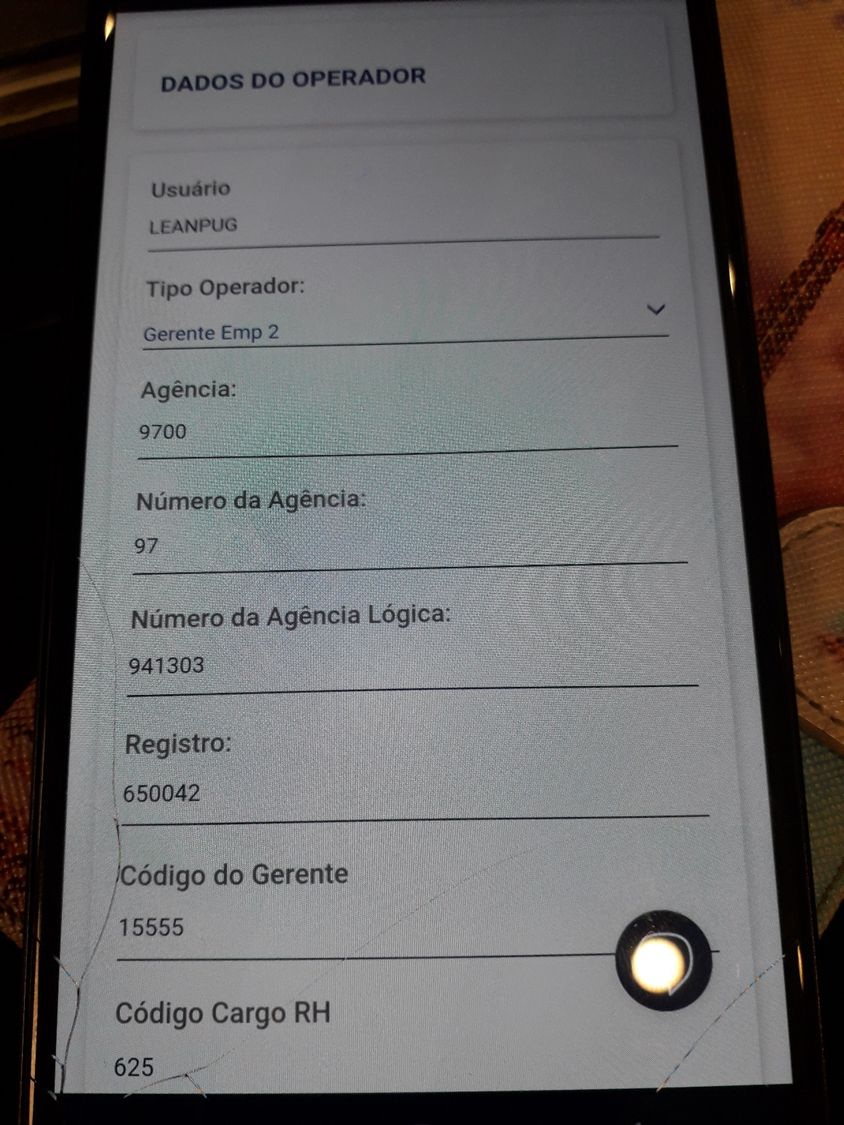 DADOS DO OPERADOR
Usuário
LEANPUG
Tipo Operador:
Gerente Emp 2
Agência:
9700
Número da Agência:
97
Número da Agência Lógica:
941303
Registro:
650042
Código do Gerente
15555
Código Cargo RH
625